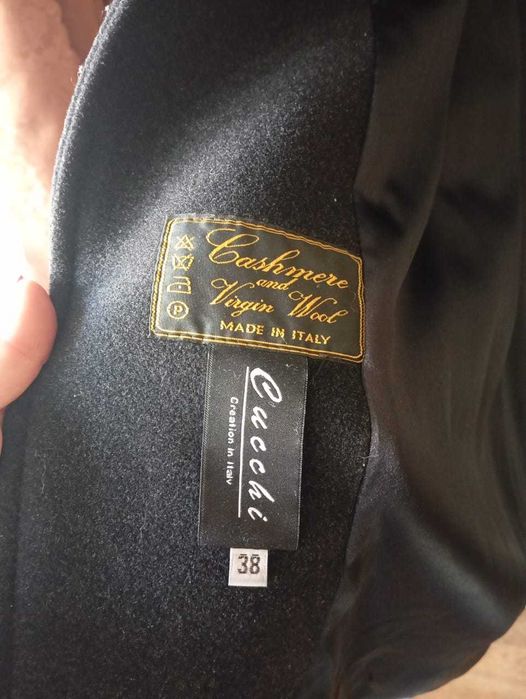 Cashmere
and
Virgin Wool
MADE IN ITALY
P
Cucchi
Creation in Italy
38